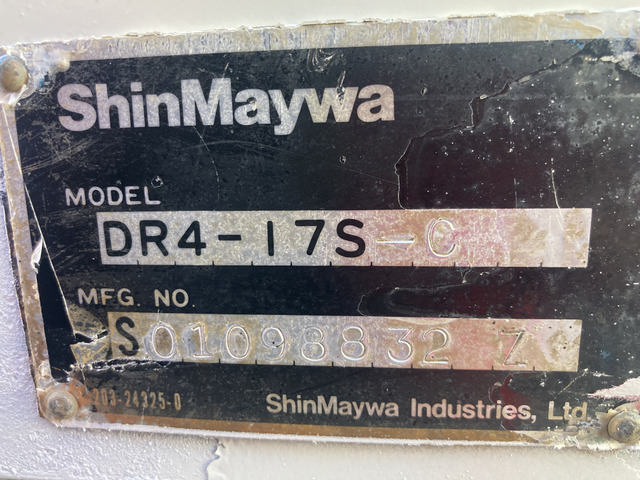 ShinMaywa
MODEL
DR4-17S-C
MFG. NO.
S01098832 Z
203-24325-0
ShinMaywa Industries, Ltd.